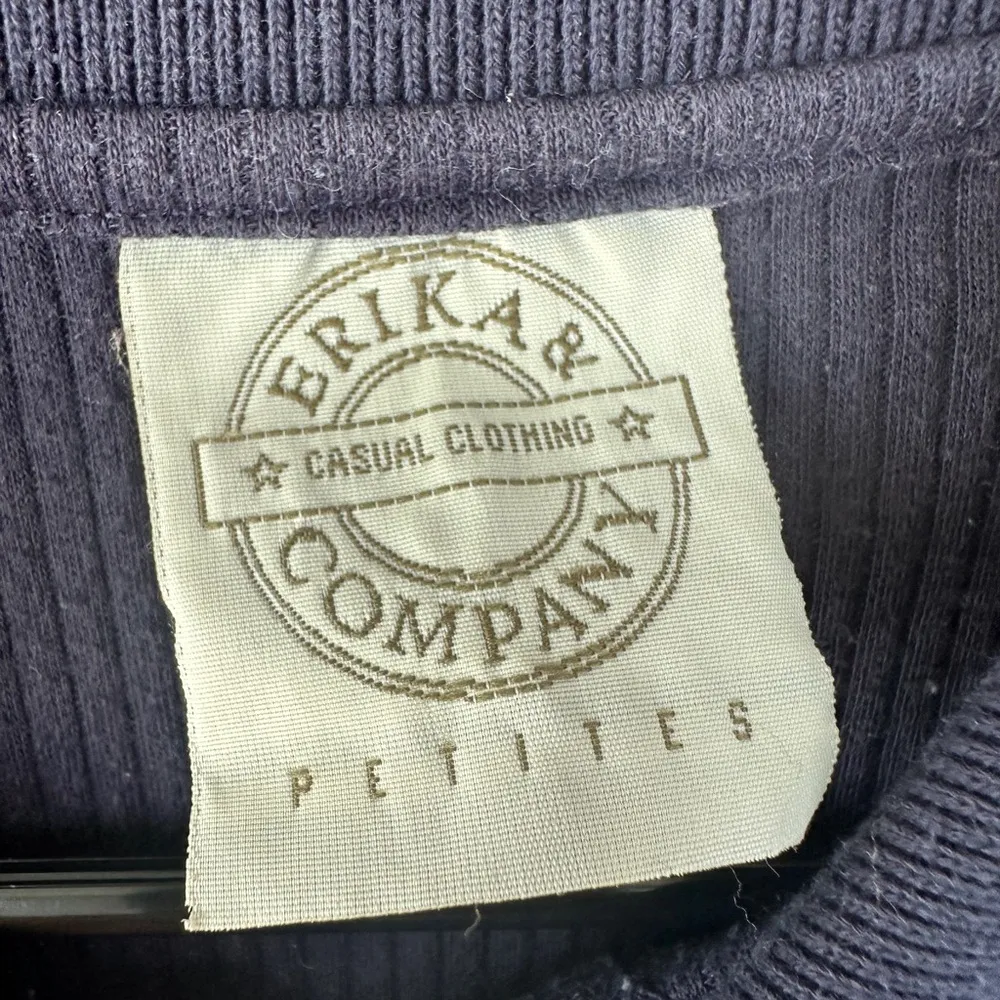 ERIKA &
CASUAL CLOTHING
COMPANY
PETITES